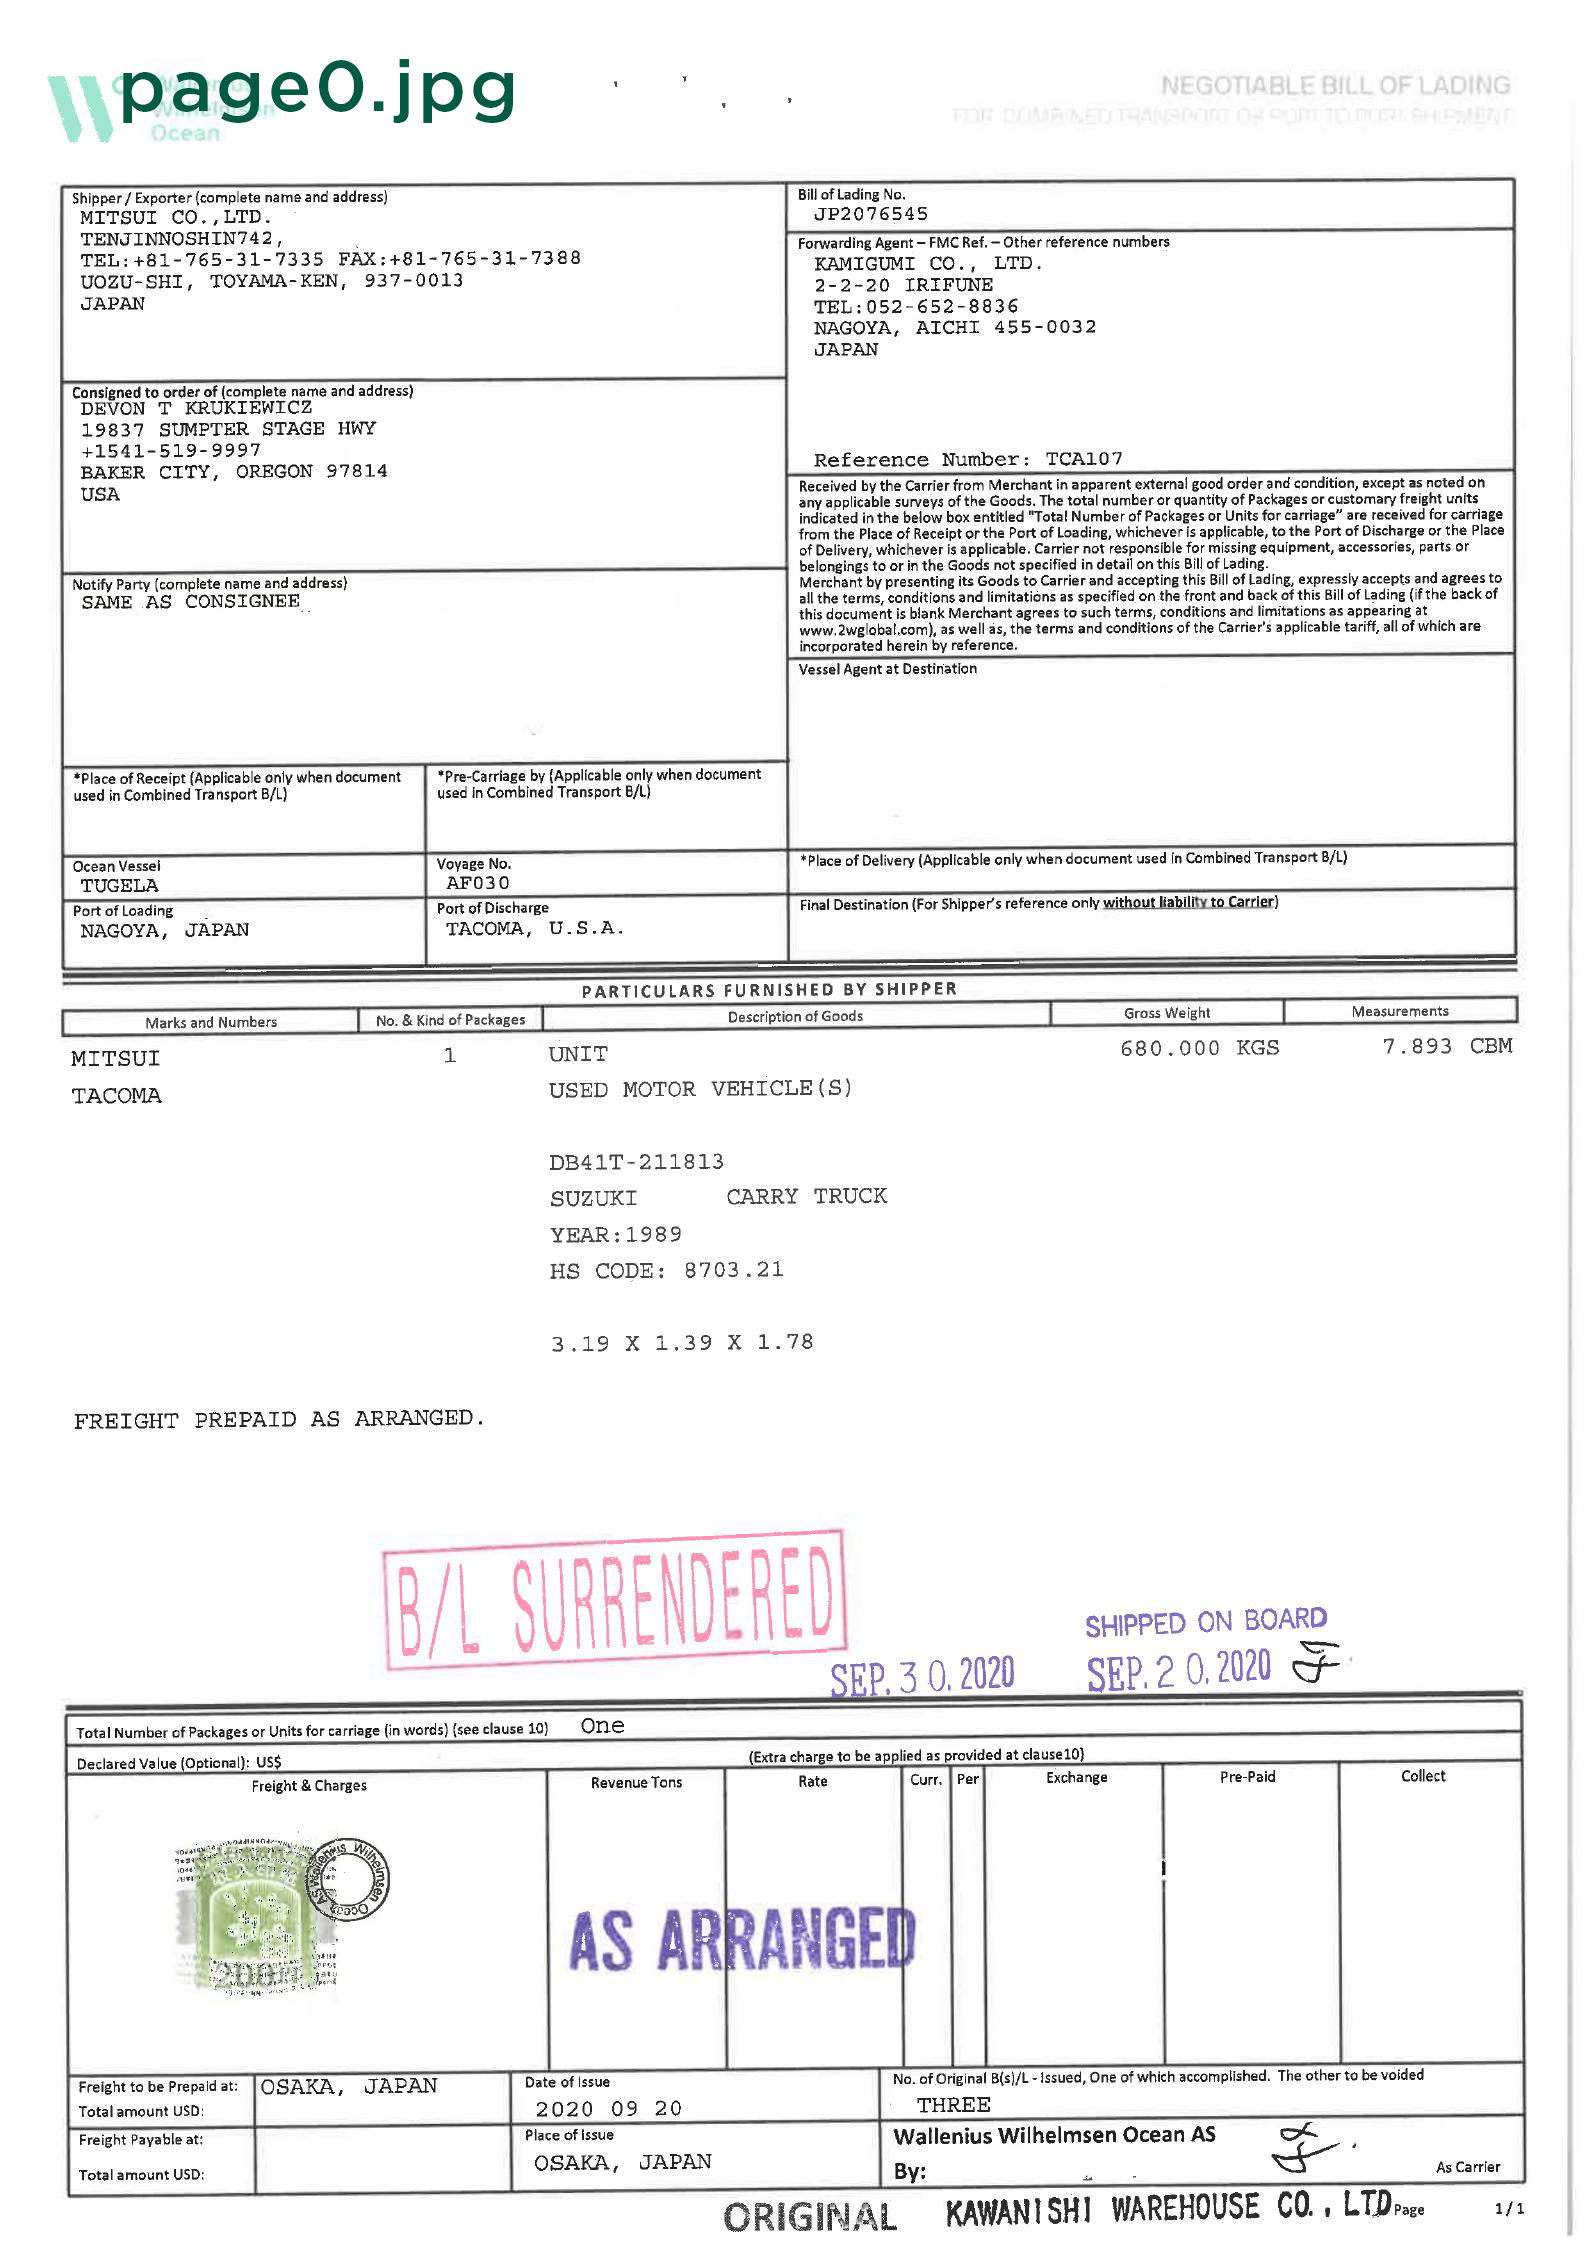 page0.jpg
Ocean
NEGOTIABLE BILL OF LADING
FOR COMBINED TRANSPORT OR PORT TO PORT SHIPMENT
Shipper / Exporter (complete name and address)
MITSUI CO.,LTD.
TENJINNOSHIN742,
TEL:+81-765-31-7335 FAX:+81-765-31-7388
UOZU-SHI, TOYAMA-KEN, 937-0013
JAPAN
Bill of Lading No.
JP2076545
Forwarding Agent – FMC Ref. – Other reference numbers
KAMIGUMI CO., LTD.
2-2-20 IRIFUNE
TEL:052-652-8836
NAGOYA, AICHI 455-0032
JAPAN
Reference Number: TCA107
Consigned to order of (complete name and address)
DEVON T KRUKIEWICZ
19837 SUMPTER STAGE HWY
+1541-519-9997
BAKER CITY, OREGON 97814
USA
Received by the Carrier from Merchant in apparent external good order and condition, except as noted on
any applicable surveys of the Goods. The total number or quantity of Packages or customary freight units
indicated in the below box entitled "Total Number of Packages or Units for carriage" are received for carriage
from the Place of Receipt or the Port of Loading, whichever is applicable, to the Port of Discharge or the Place
of Delivery, whichever is applicable. Carrier not responsible for missing equipment, accessories, parts or
belongings to or in the Goods not specified in detail on this Bill of Lading.
Merchant by presenting its Goods to Carrier and accepting this Bill of Lading, expressly accepts and agrees to
all the terms, conditions and limitations as specified on the front and back of this Bill of Lading (if the back of
this document is blank Merchant agrees to such terms, conditions and limitations as appearing at
www.2wglobal.com), as well as, the terms and conditions of the Carrier's applicable tariff, all of which are
incorporated herein by reference.
Notify Party (complete name and address)
SAME AS CONSIGNEE
Vessel Agent at Destination
*Place of Receipt (Applicable only when document
used in Combined Transport B/L)
*Pre-Carriage by (Applicable only when document
used in Combined Transport B/L)
Ocean Vessel
TUGELA
Voyage No.
AF030
*Place of Delivery (Applicable only when document used in Combined Transport B/L)
Port of Loading
NAGOYA, JAPAN
Port of Discharge
TACOMA, U.S.A.
Final Destination (For Shipper's reference only without liability to Carrier)
PARTICULARS FURNISHED BY SHIPPER
Marks and Numbers No. & Kind of Packages Description of Goods Gross Weight Measurements
MITSUI 1 UNIT 680.000 KGS 7.893 CBM
TACOMA USED MOTOR VEHICLE(S)
DB41T-211813
SUZUKI CARRY TRUCK
YEAR:1989
HS CODE: 8703.21
3.19 X 1.39 X 1.78
FREIGHT PREPAID AS ARRANGED.
B/L SURRENDERED
SEP. 30. 2020
SHIPPED ON BOARD
SEP. 20. 2020
Total Number of Packages or Units for carriage (in words) (see clause 10) One
Declared Value (Optional): US$ (Extra charge to be applied as provided at clause10)
Freight & Charges Revenue Tons Rate Curr. Per Exchange Pre-Paid Collect
Wallenius Wilhelmsen Ocean AS
200
AS ARRANGED
Freight to be Prepaid at: OSAKA, JAPAN
Total amount USD:
Date of Issue
2020 09 20
No. of Original B(s)/L - Issued, One of which accomplished. The other to be voided
THREE
Freight Payable at:
Total amount USD:
Place of Issue
OSAKA, JAPAN
Wallenius Wilhelmsen Ocean AS
By: As Carrier
ORIGINAL KAWANISHI WAREHOUSE CO., LTD Page 1/1